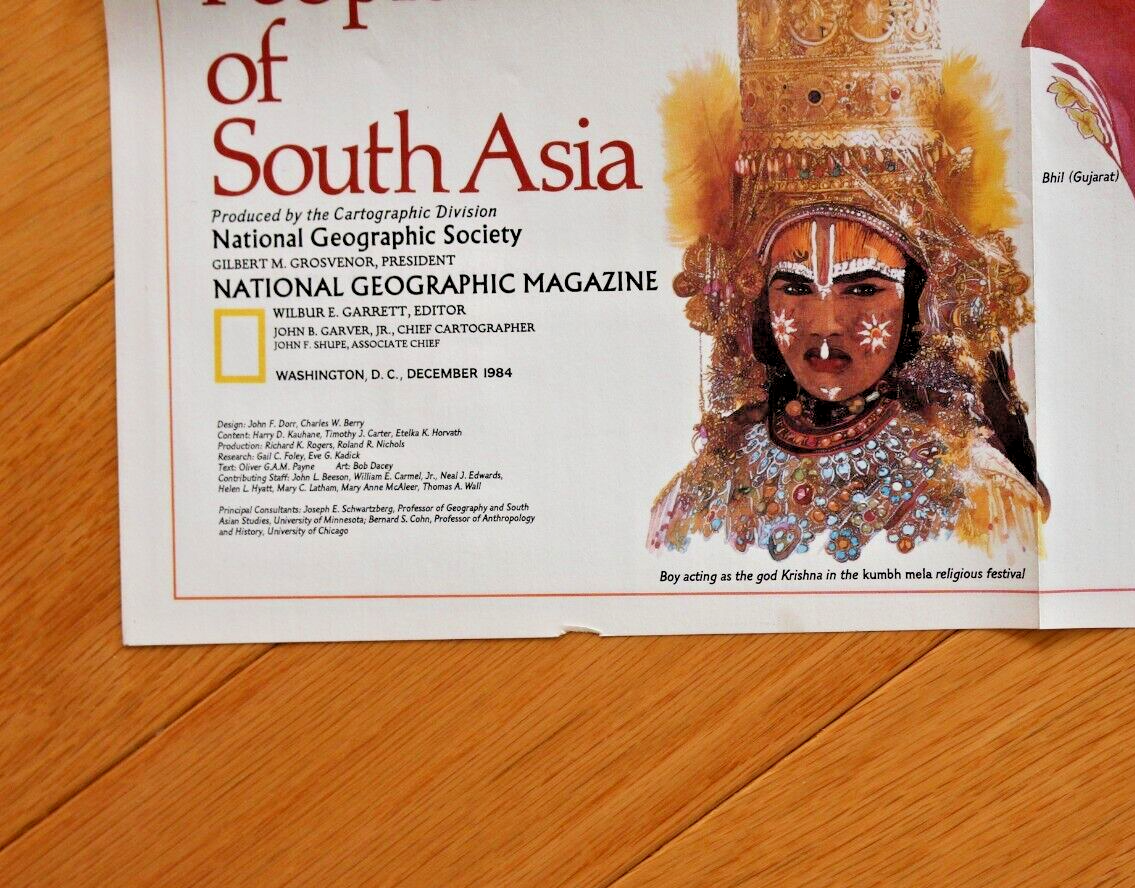 People
of
South Asia
Produced by the Cartographic Division
National Geographic Society
GILBERT M. GROSVENOR, PRESIDENT
NATIONAL GEOGRAPHIC MAGAZINE
WILBUR E. GARRETT, EDITOR
JOHN B. GARVER, JR., CHIEF CARTOGRAPHER
JOHN F. SHUPE, ASSOCIATE CHIEF
WASHINGTON, D. C., DECEMBER 1984
Design: John F. Dorr, Charles W. Berry
Content: Harry D. Kauhane, Timothy J. Carter, Etelka K. Horvath
Production: Richard K. Rogers, Roland R. Nichols
Research: Gail C. Foley, Eve G. Kadick
Text: Oliver G.A.M. Payne Art: Bob Dacey
Contributing Staff: John L. Beeson, William E. Carmel, Jr., Neal J. Edwards,
Helen L. Hyatt, Mary C. Latham, Mary Anne McAleer, Thomas A. Wall
Principal Consultants: Joseph E. Schwartzberg, Professor of Geography and South
Asian Studies, University of Minnesota; Bernard S. Cohn, Professor of Anthropology
and History, University of Chicago
Bhil (Gujarat)
Boy acting as the god Krishna in the kumbh mela religious festival